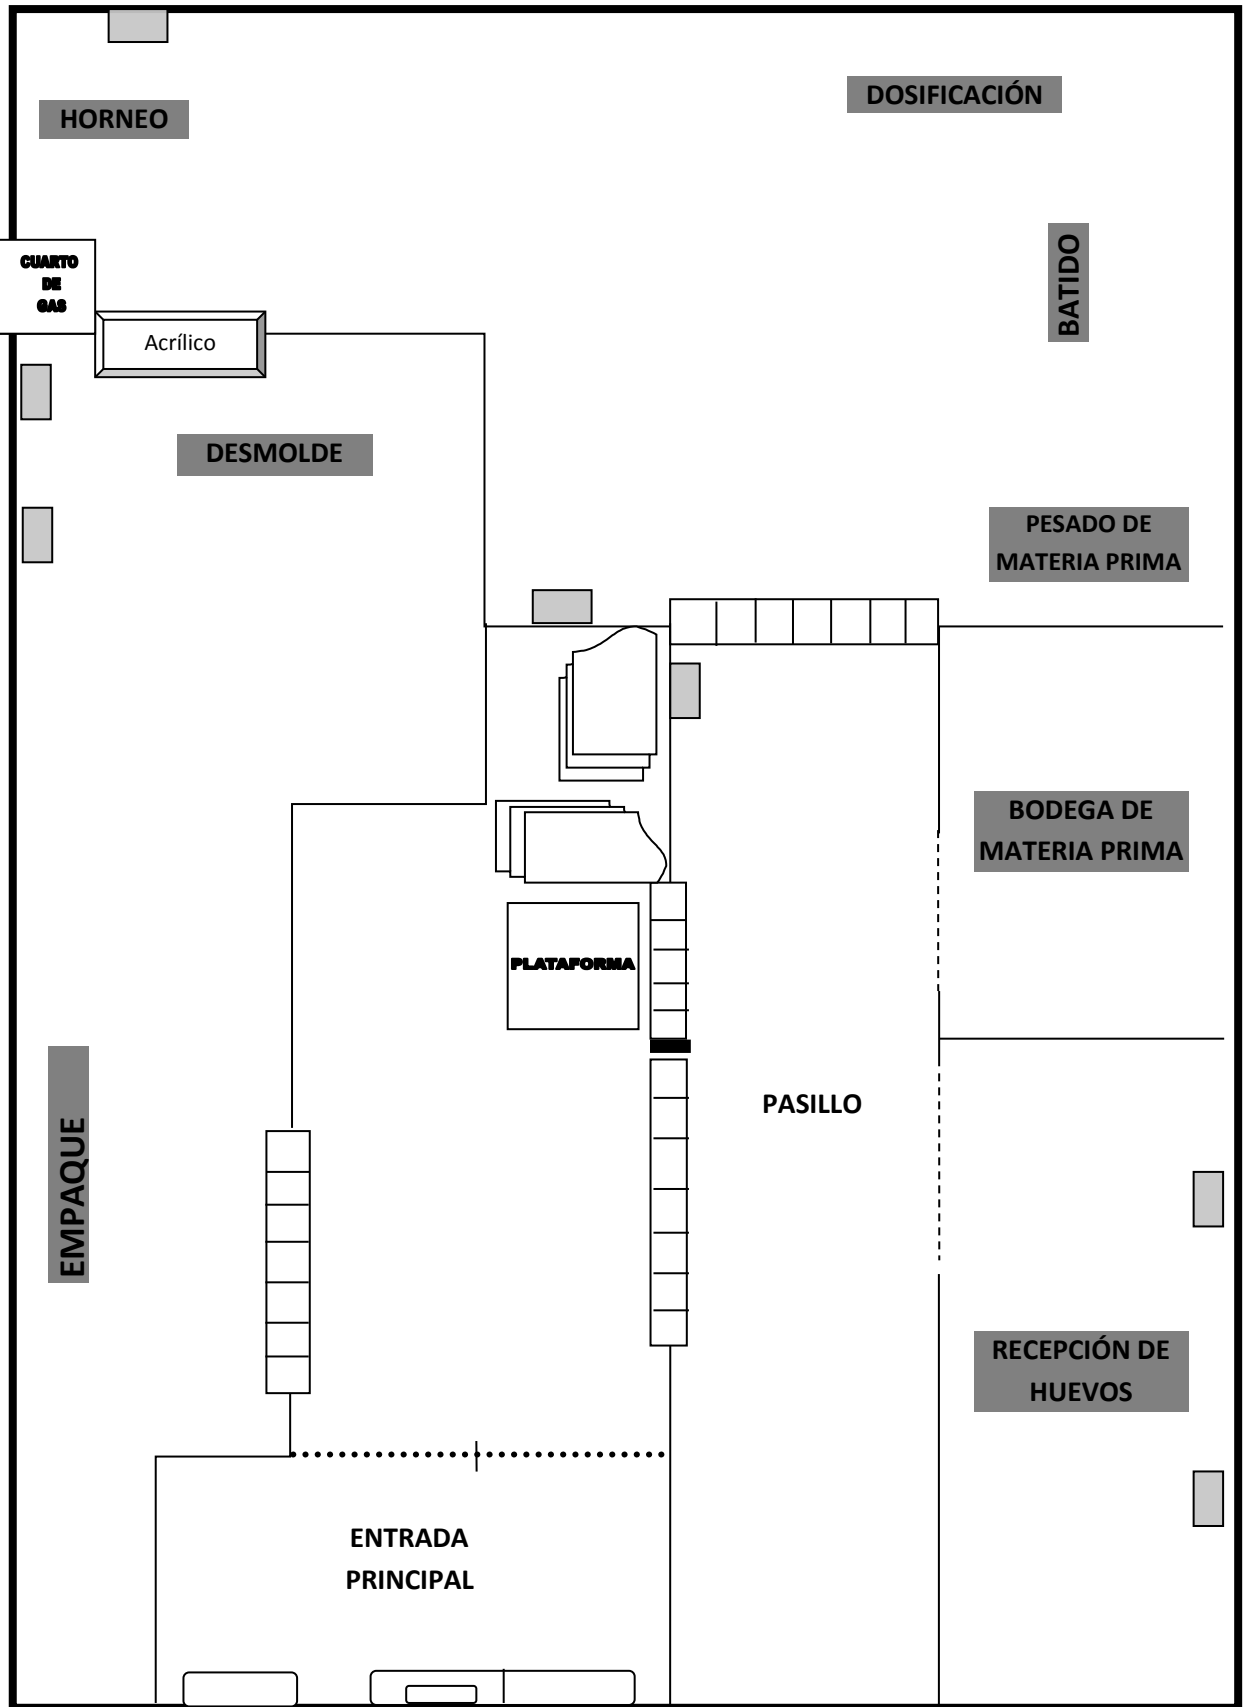 DOSIFICACIÓN
HORNEO
BATIDO
CUARTO
DE
GAS
Acrílico
DESMOLDE
PESADO DE
MATERIA PRIMA
BODEGA DE
MATERIA PRIMA
PLATAFORMA
PASILLO
EMPAQUE
RECEPCIÓN DE
HUEVOS
ENTRADA
PRINCIPAL